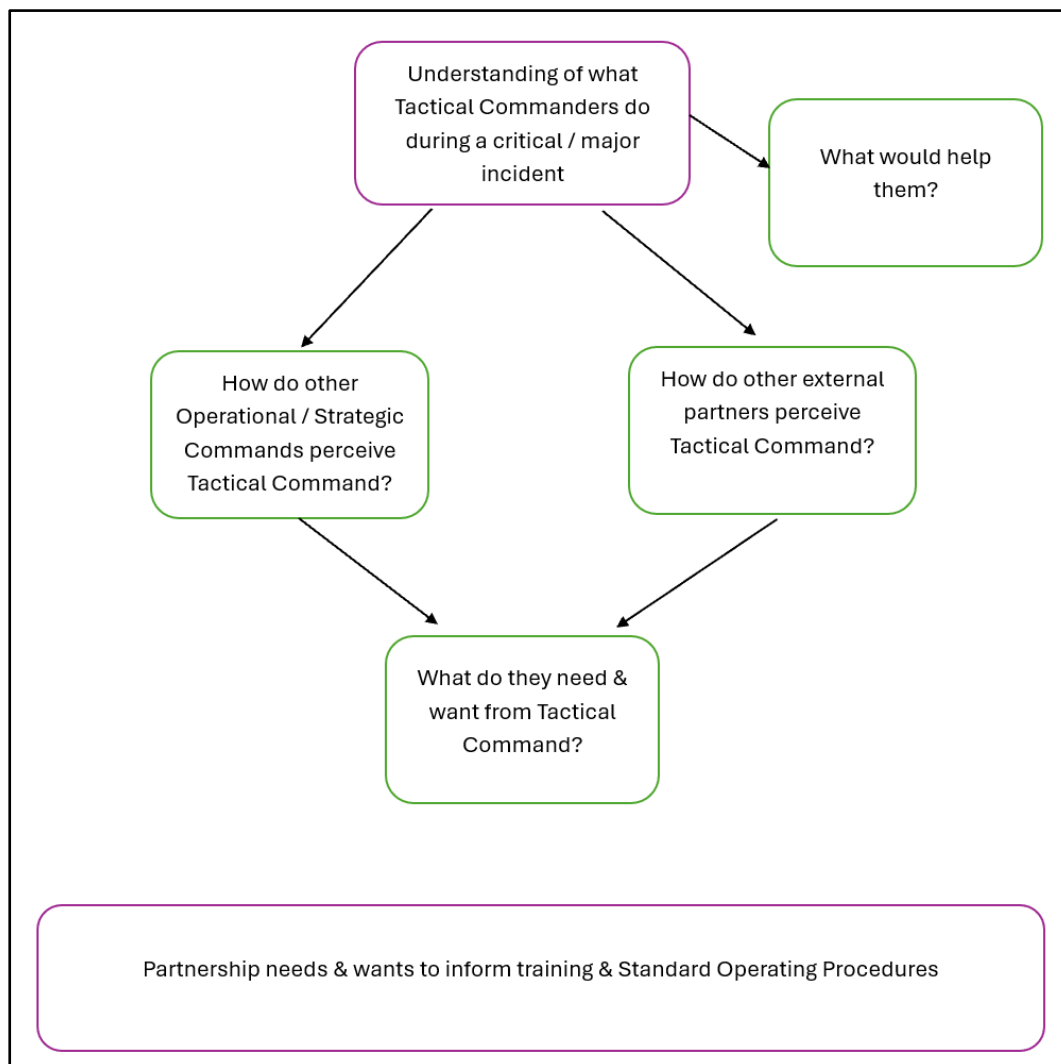 Understanding of what
Tactical Commanders do
during a critical / major
incident
What would help
them?
How do other
Operational / Strategic
Commands perceive
Tactical Command?
How do other external
partners perceive
Tactical Command?
What do they need &
want from Tactical
Command?
Partnership needs & wants to inform training & Standard Operating Procedures